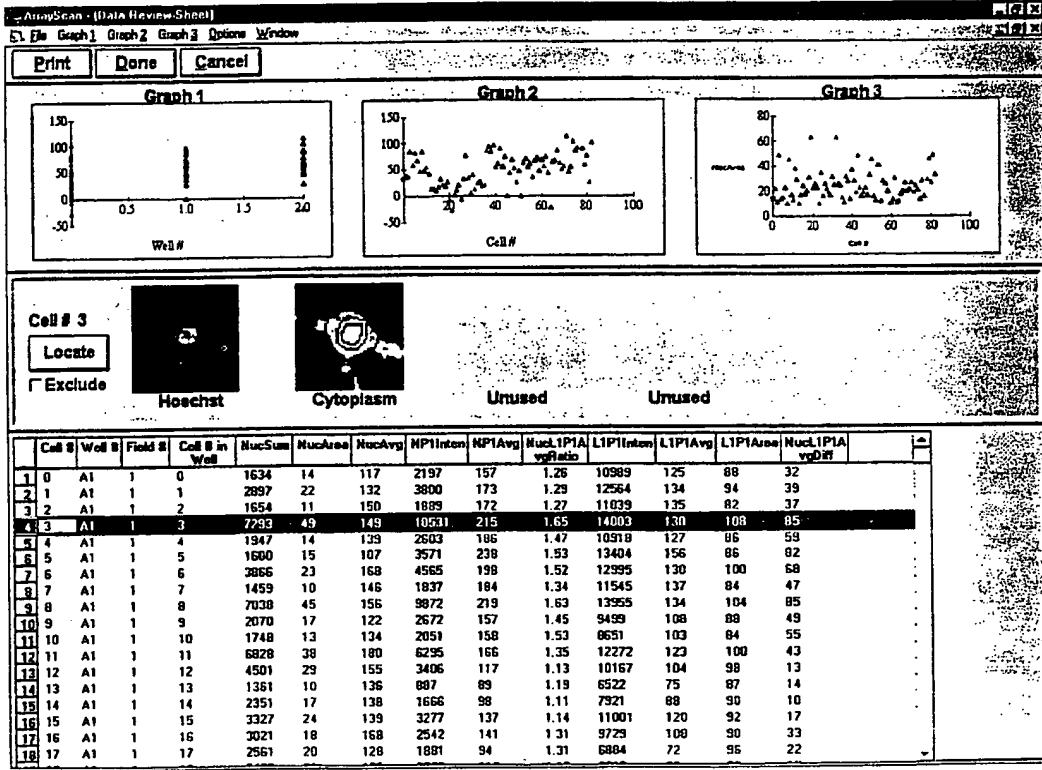 ArrayScan - [Data Review Sheet]
File Graph 1 Graph 2 Graph 3 Options Window
Print Done Cancel
Graph 1 Graph 2 Graph 3
150 100 50 0 -50
0.5 1.0 1.5 2.0
Well #
150 100 50 0 -50
20 40 60 80 100
Cell #
80 60 40 20 0
0 20 40 60 80 100
Cell #
Cell # 3
Locate
Exclude
Hoechst Cytoplasm Unused Unused
Cell # Well # Field # Cell # in Well NucSum NucArea NucAvg NP1Inten NP1Avg NucL1P1AvgRatio L1P1Inten L1P1Avg L1P1Area NucL1P1AvgDiff
1 0 A1 1 0 1634 14 117 2197 157 1.26 10989 125 88 32
2 1 A1 1 1 2897 22 132 3800 173 1.29 12564 134 94 39
3 2 A1 1 2 1654 11 150 1889 172 1.27 11039 135 82 37
4 3 A1 1 3 7293 49 149 10531 215 1.65 14003 130 108 85
5 4 A1 1 4 1947 14 139 2603 186 1.47 10918 127 86 59
6 5 A1 1 5 1600 15 107 3571 238 1.53 13404 156 86 82
7 6 A1 1 6 3866 23 168 4565 198 1.52 12995 130 100 68
8 7 A1 1 7 1459 10 146 1837 184 1.34 11545 137 84 47
9 8 A1 1 8 7038 45 156 9872 219 1.63 13955 134 104 85
10 9 A1 1 9 2070 17 122 2672 157 1.45 9499 108 88 49
11 10 A1 1 10 1748 13 134 2051 158 1.53 8651 103 84 55
12 11 A1 1 11 6828 38 180 6295 166 1.35 12272 123 100 43
13 12 A1 1 12 4501 29 155 3406 117 1.13 10167 104 98 13
14 13 A1 1 13 1361 10 136 887 89 1.19 6522 75 87 14
15 14 A1 1 14 2351 17 138 1666 98 1.11 7921 88 90 10
16 15 A1 1 15 3327 24 139 3277 137 1.14 11001 120 92 17
17 16 A1 1 16 3021 18 168 2542 141 1.31 9729 108 90 33
18 17 A1 1 17 2561 20 128 1881 94 1.31 6884 72 96 22